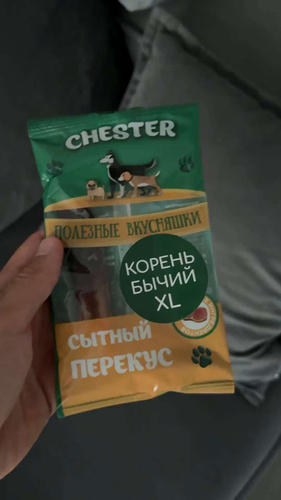 CHESTER
ПОЛЕЗНЫЕ ВКУСНЯШКИ
КОРЕНЬ
БЫЧИЙ
XL
СЫТНЫЙ
ПЕРЕКУС